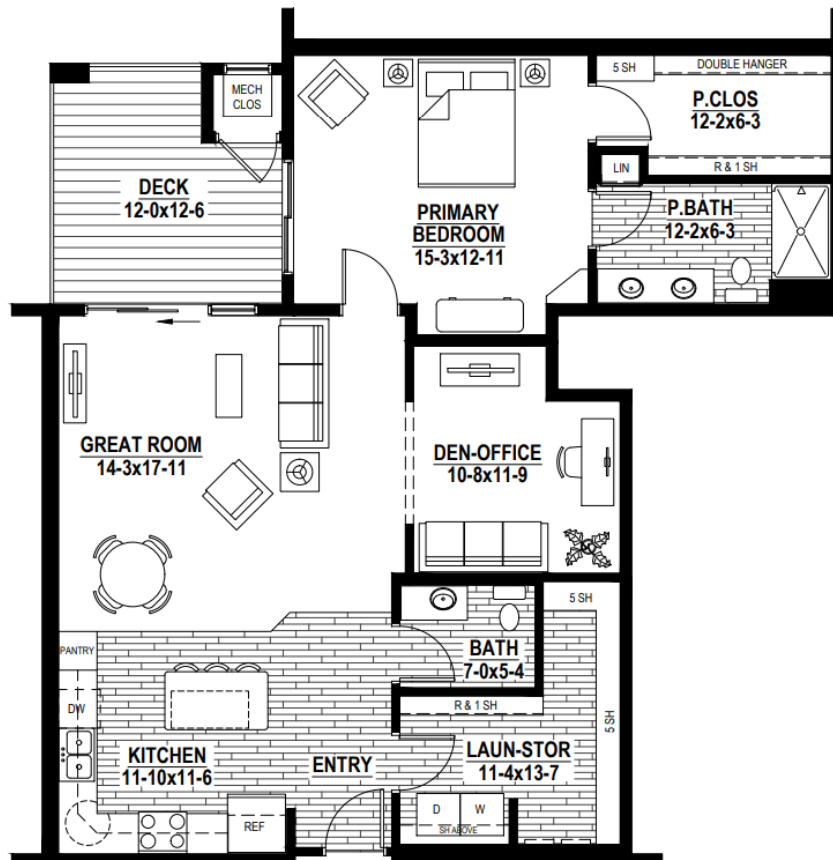 MECH
CLOS
5 SH
DOUBLE HANGER
P.CLOS
12-2x6-3
R & 1 SH
LIN
DECK
12-0x12-6
PRIMARY
BEDROOM
15-3x12-11
P.BATH
12-2x6-3
GREAT ROOM
14-3x17-11
DEN-OFFICE
10-8x11-9
5 SH
BATH
7-0x5-4
PANTRY
DW
R & 1 SH
5 SH
KITCHEN
11-10x11-6
ENTRY
LAUN-STOR
11-4x13-7
REF
D
W
SH ABOVE